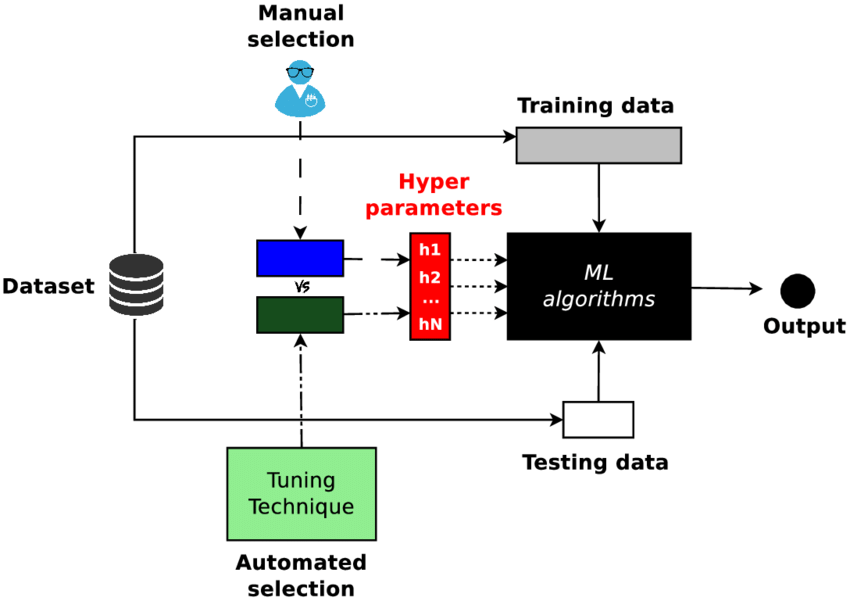 Manual
selection
Training data
Hyper
parameters
h1
h2
...
hN
ML
algorithms
Dataset
vs
Output
Testing data
Tuning
Technique
Automated
selection